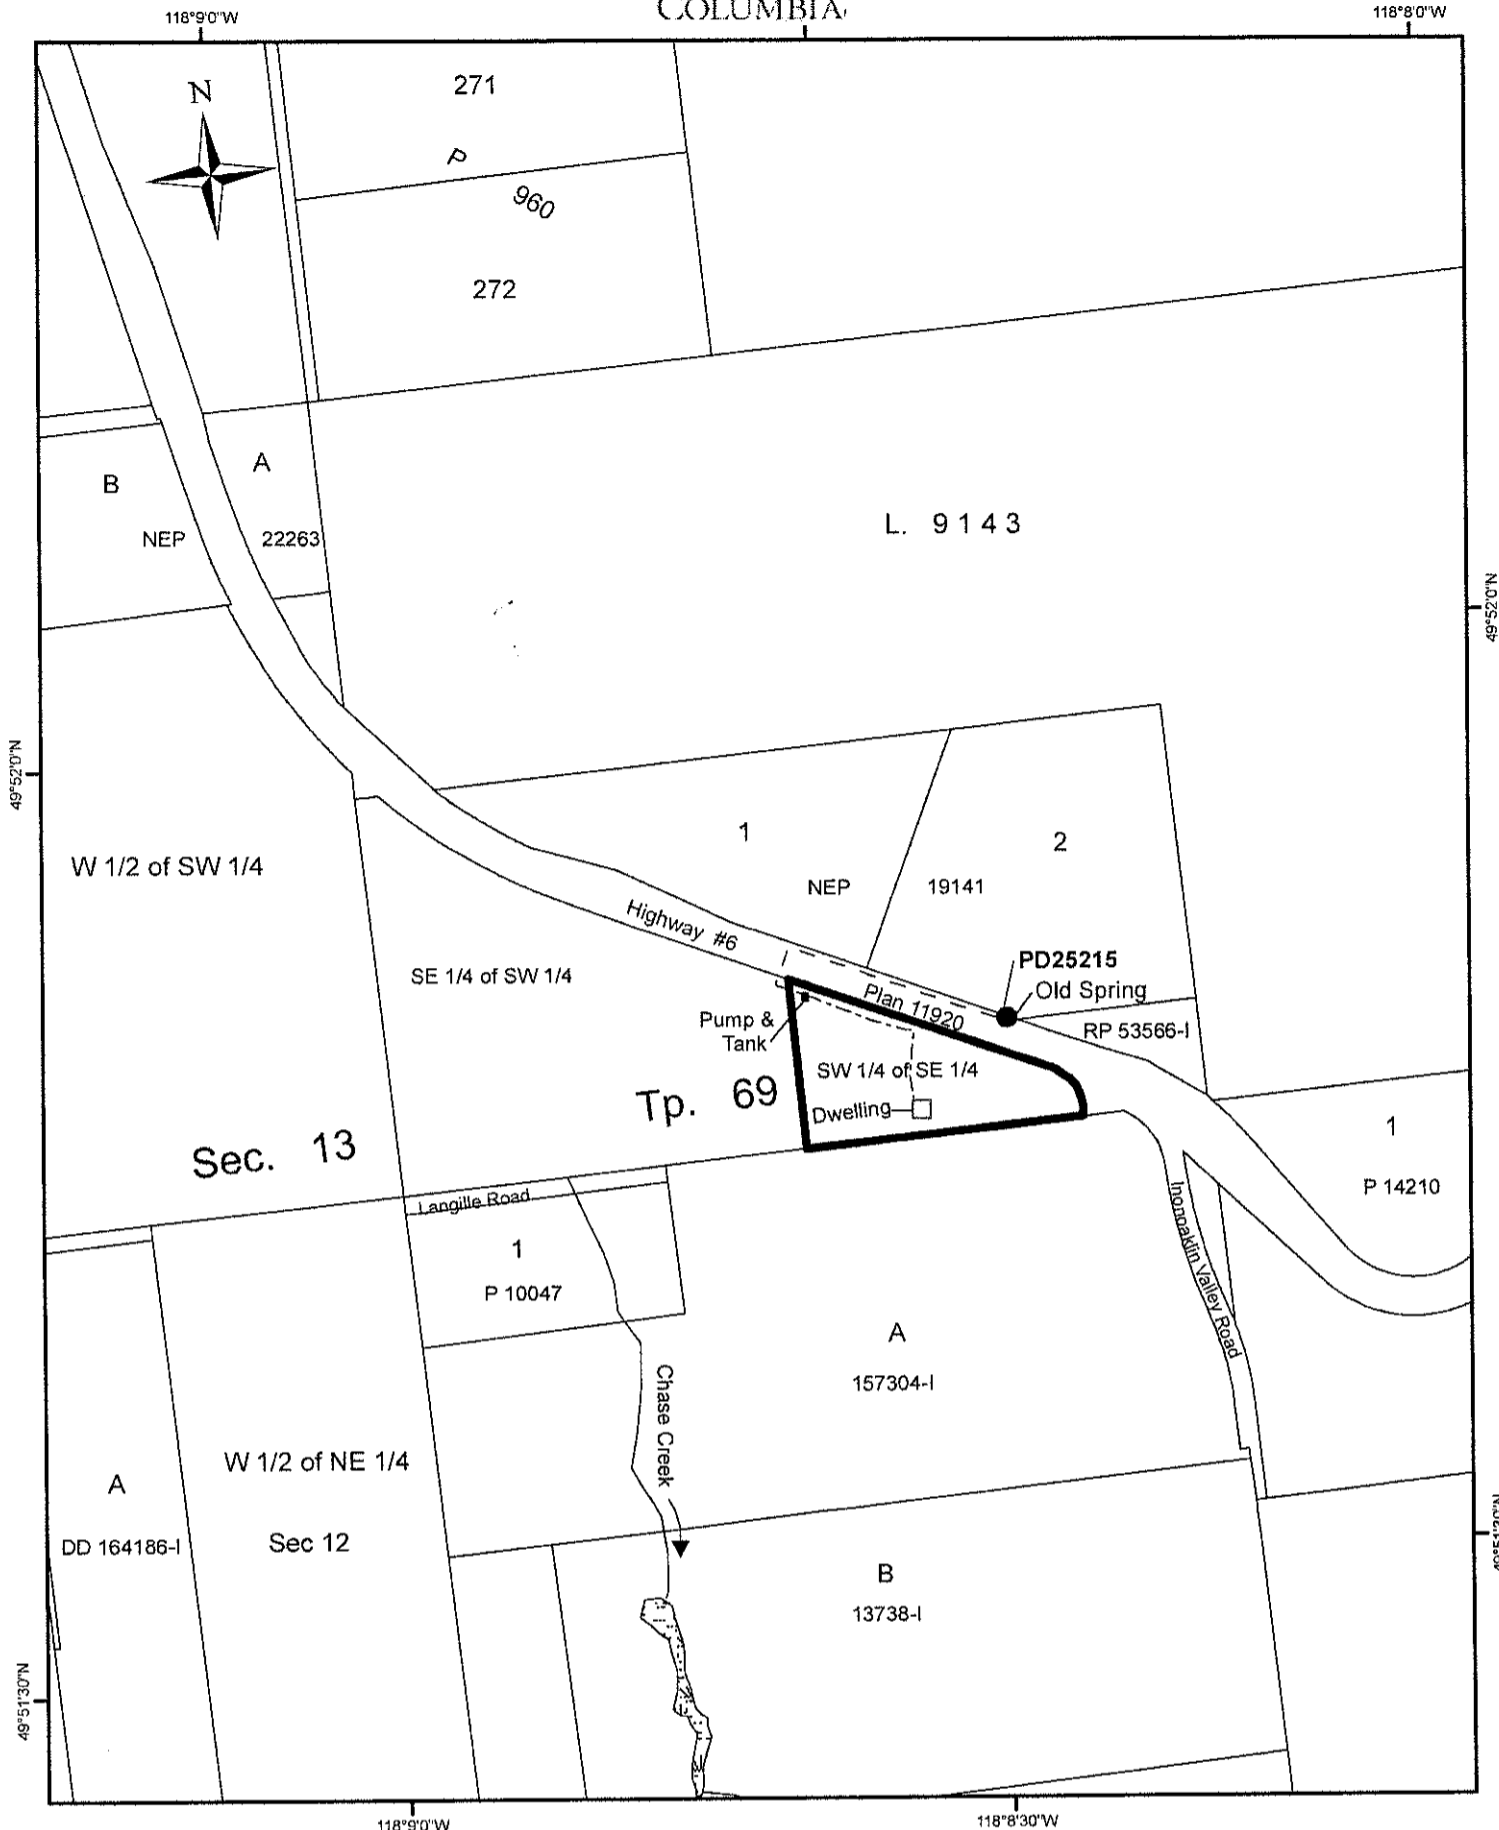 COLUMBIA
118°9'0"W
118°8'0"W
N
271
P
960
272
B
A
NEP
22263
L. 9143
49°52'0"N
49°52'0"N
1
2
W 1/2 of SW 1/4
NEP
19141
Highway #6
PD25215
SE 1/4 of SW 1/4
Old Spring
Plan 11920
Pump &
Tank
RP 53566-I
SW 1/4 of SE 1/4
Tp. 69
Dwelling
Sec. 13
1
P 14210
Langille Road
Inonoaklin Valley Road
1
P 10047
A
157304-I
Chase Creek
W 1/2 of NE 1/4
A
Sec 12
DD 164186-I
B
13738-I
49°51'30"N
49°51'30"N
118°9'0"W
118°8'30"W